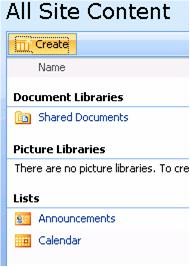 All Site Content
Create
Name
Document Libraries
Shared Documents
Picture Libraries
There are no picture libraries. To cre
Lists
Announcements
Calendar